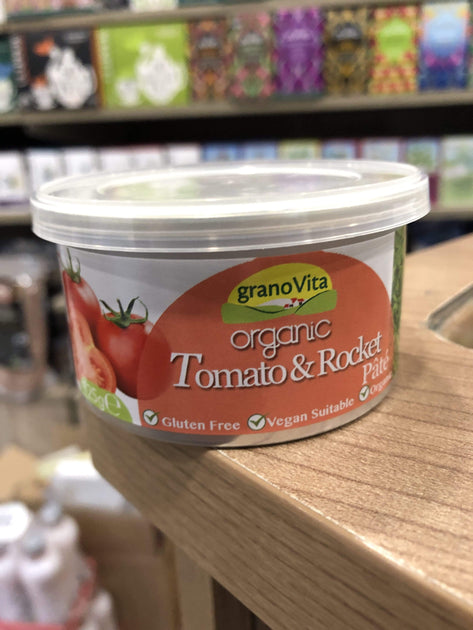 granoVita
organic
Tomato & Rocket
Pâté
Gluten Free Vegan Suitable